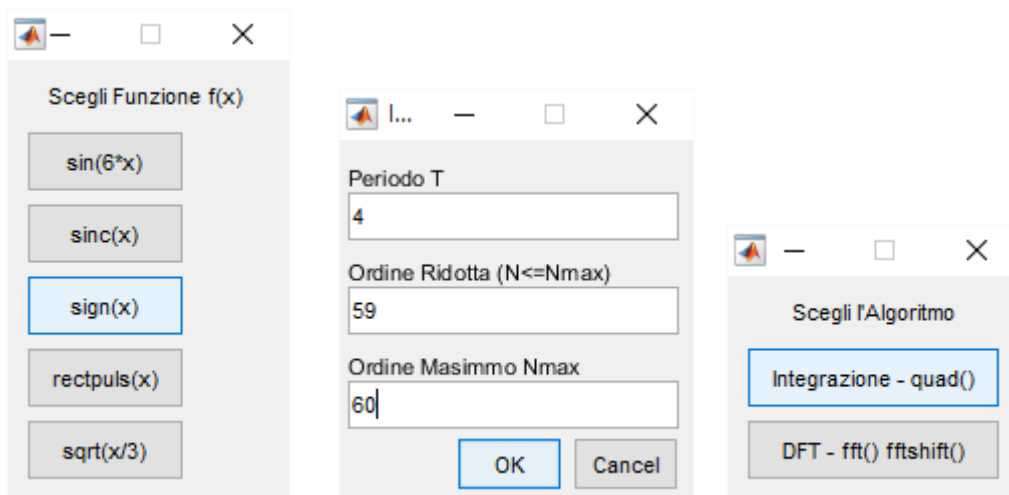 Scegli Funzione f(x)
sin(6*x)
sinc(x)
sign(x)
rectpuls(x)
sqrt(x/3)
I...
Periodo T
4
Ordine Ridotta (N<=Nmax)
59
Ordine Masimmo Nmax
60
OK
Cancel
Scegli l'Algoritmo
Integrazione - quad()
DFT - fft() fftshift()